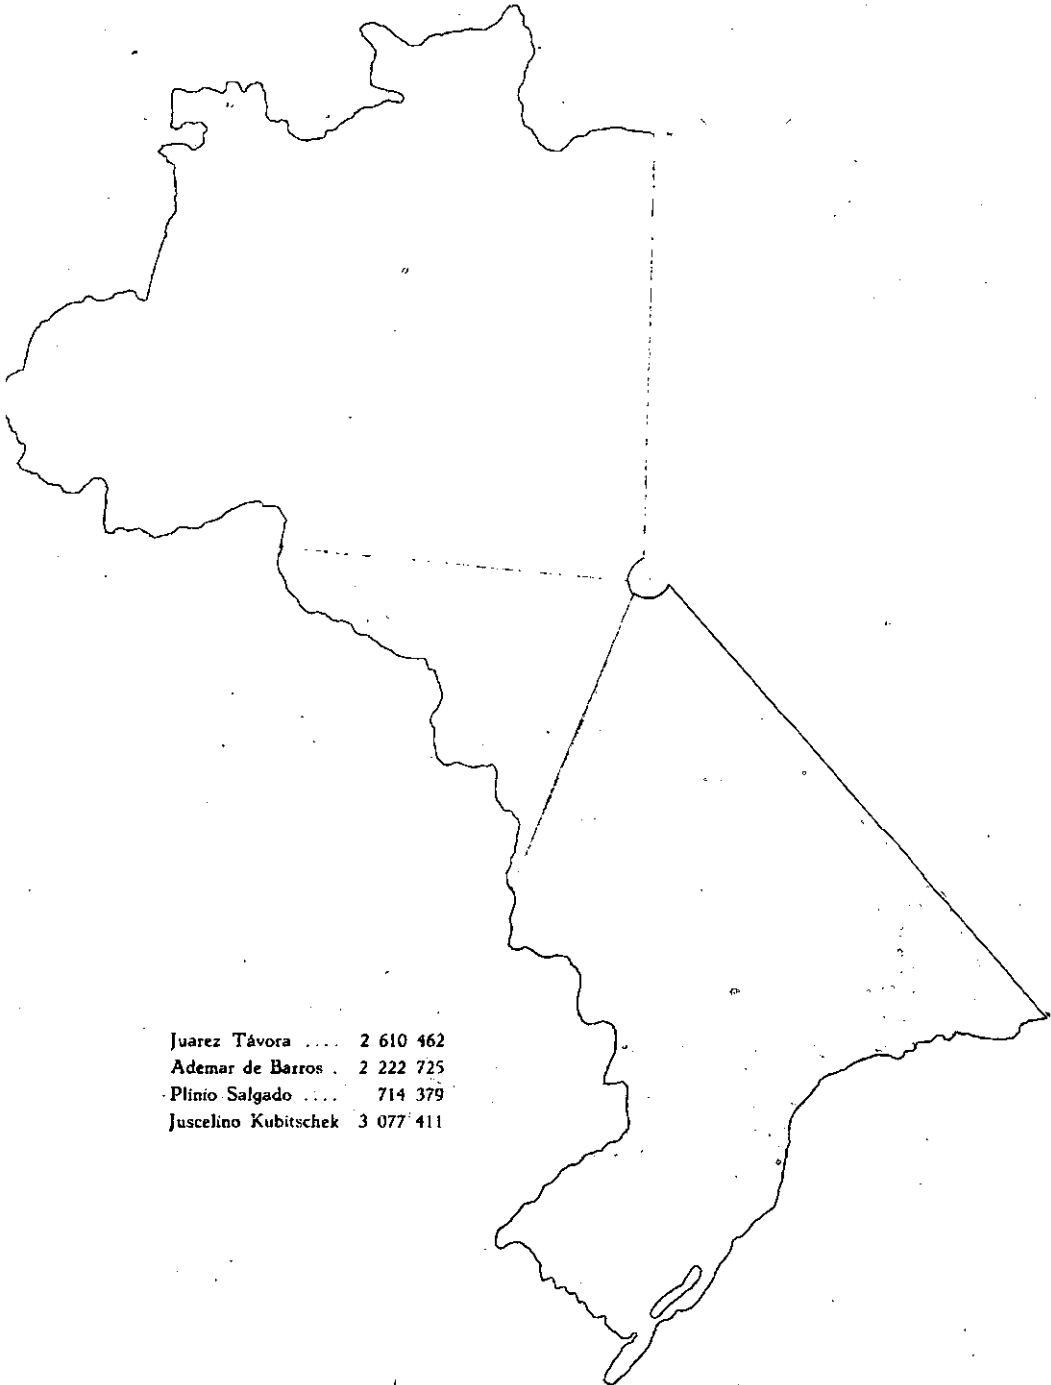 Juarez Távora .... 2 610 462
Ademar de Barros . 2 222 725
Plínio Salgado .... 714 379
Juscelino Kubitschek 3 077 411